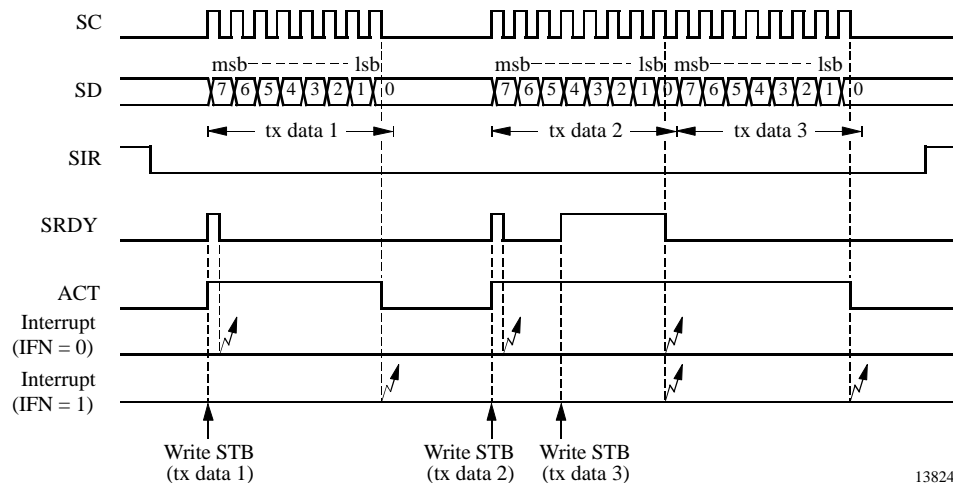 SC
msb lsb msb lsb msb lsb
SD 7 6 5 4 3 2 1 0 7 6 5 4 3 2 1 0 7 6 5 4 3 2 1 0
tx data 1 tx data 2 tx data 3
SIR
SRDY
ACT
Interrupt
(IFN = 0)
Interrupt
(IFN = 1)
Write STB Write STB Write STB
(tx data 1) (tx data 2) (tx data 3)
13824